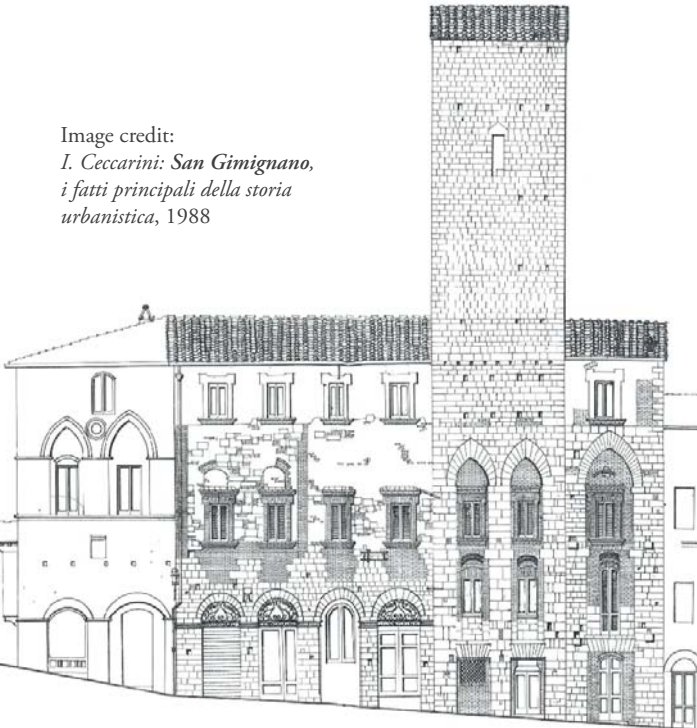 Image credit:
I. Ceccarini: San Gimignano,
i fatti principali della storia
urbanistica, 1988